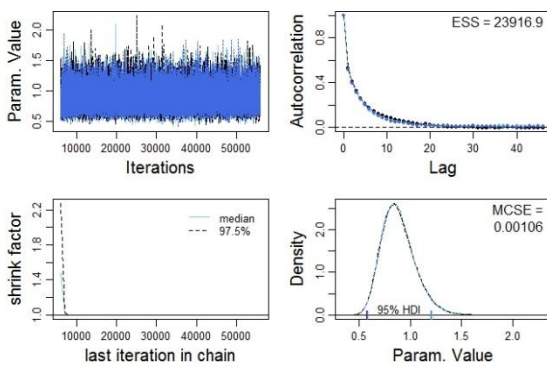 Param. Value
0.5 1.0 1.5 2.0
10000 20000 30000 40000 50000
Iterations
Autocorrelation
0.0 0.4 0.8
ESS = 23916.9
0 10 20 30 40
Lag
shrink factor
1.0 1.4 1.8 2.2
median
97.5%
10000 20000 30000 40000 50000
last iteration in chain
Density
0.0 1.0 2.0
MCSE =
0.00106
95% HDI
0.5 1.0 1.5 2.0
Param. Value